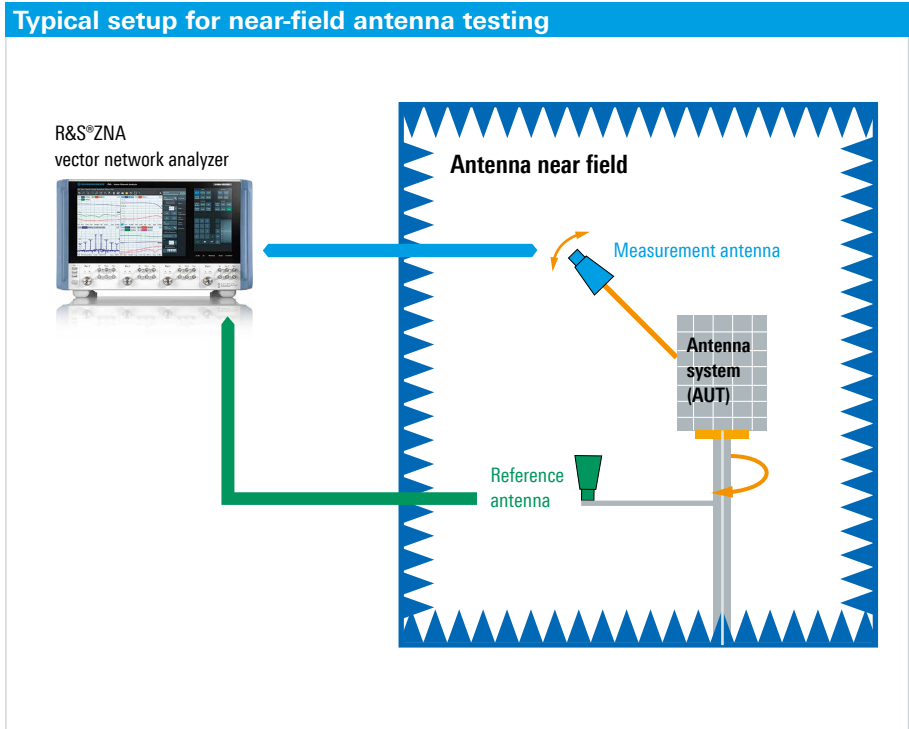 Typical setup for near-field antenna testing
R&S®ZNA
vector network analyzer
Antenna near field
Measurement antenna
Antenna
system
(AUT)
Reference
antenna